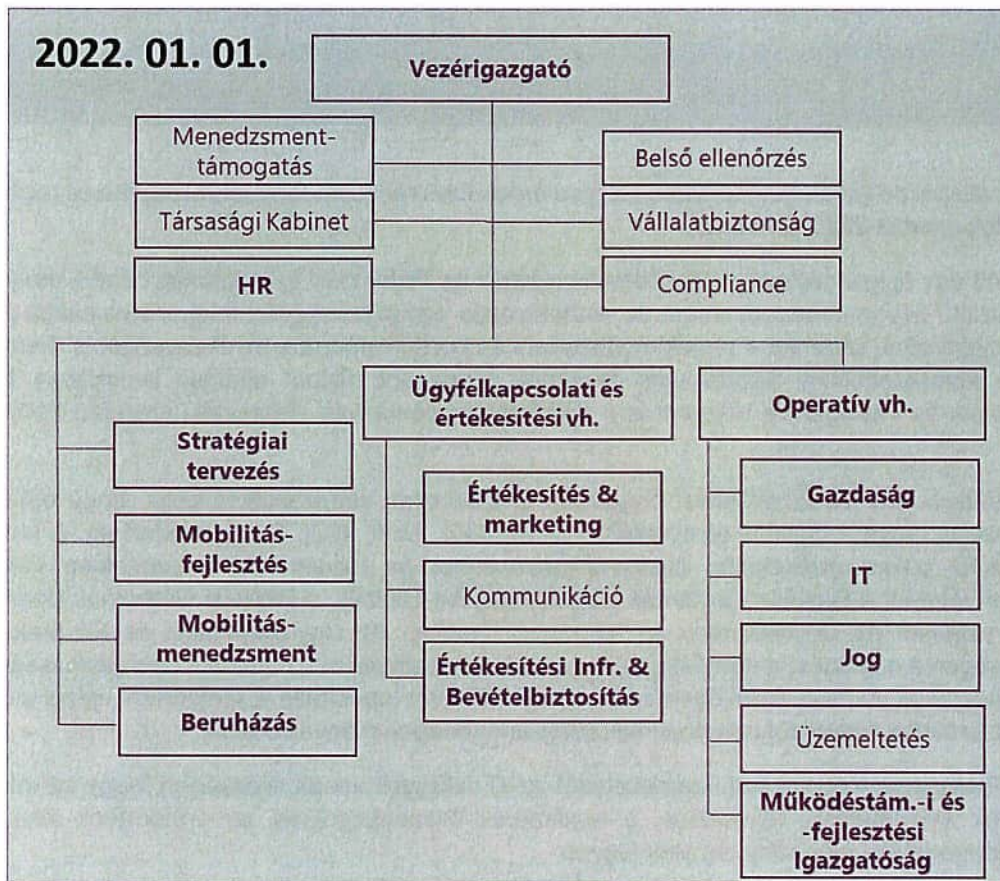 2022. 01. 01.
Vezérigazgató
Menedzsment-
támogatás
Belső ellenőrzés
Társasági Kabinet
Vállalatbiztonság
HR
Compliance
Ügyfélkapcsolati és
értékesítési vh.
Operatív vh.
Stratégiai
tervezés
Mobilitás-
fejlesztés
Mobilitás-
menedzsment
Beruházás
Értékesítés &
marketing
Kommunikáció
Értékesítési Infr. &
Bevételbiztosítás
Gazdaság
IT
Jog
Üzemeltetés
Működéstám.-i és
-fejlesztési
Igazgatóság